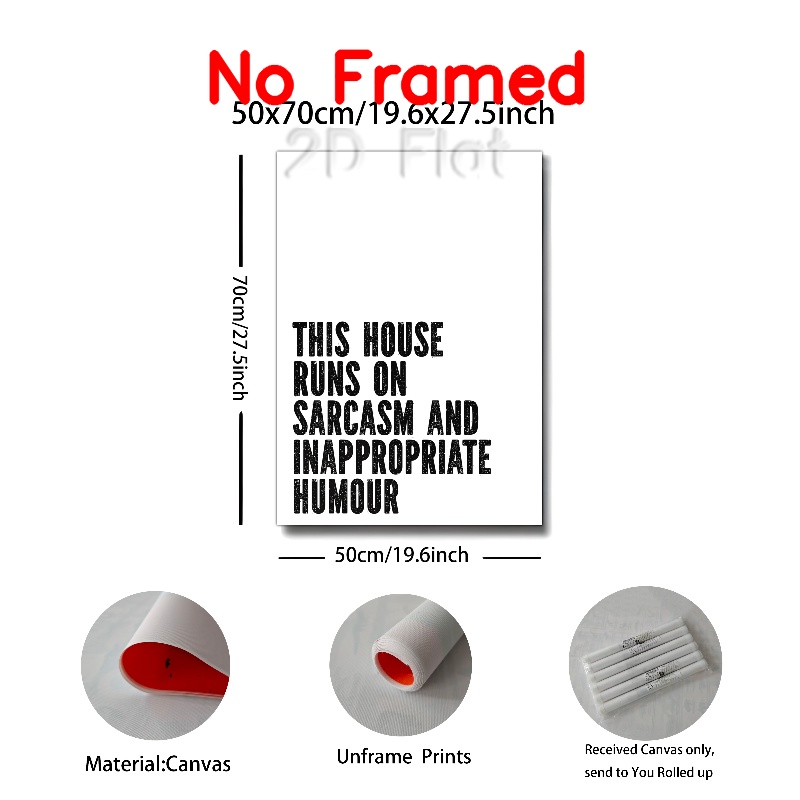 No Framed
50x70cm/19.6x27.5inch
2D Flat
70cm/27.5inch
THIS HOUSE
RUNS ON
SARCASM AND
INAPPROPRIATE
HUMOUR
50cm/19.6inch
Material:Canvas
Unframe Prints
Received Canvas only,
send to You Rolled up